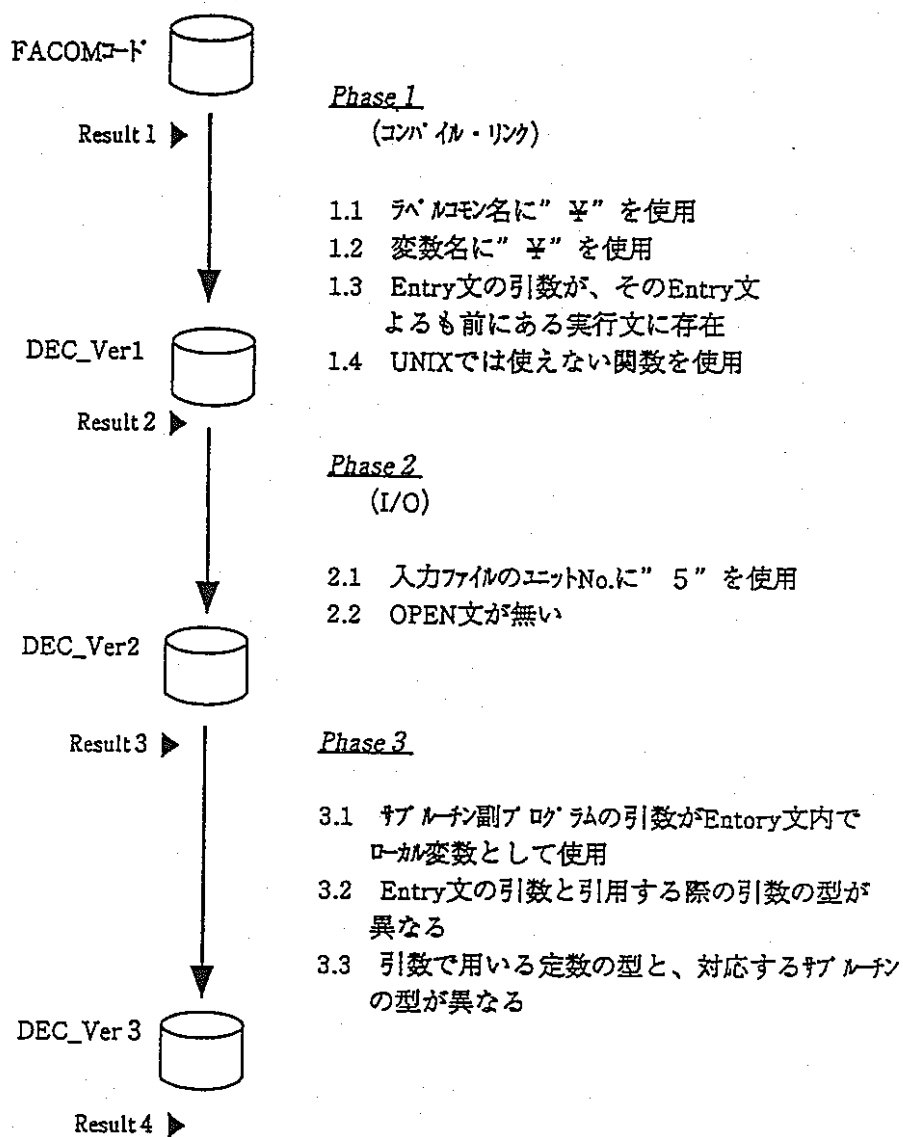 FACOMコード
Result 1
Phase 1
(コンパイル・リンク)
1.1 ラベルコモン名に”¥”を使用
1.2 変数名に”¥”を使用
1.3 Entry文の引数が、そのEntry文
よるも前にある実行文に存在
1.4 UNIXでは使えない関数を使用
DEC_Ver1
Result 2
Phase 2
(I/O)
2.1 入力ファイルのユニットNo.に”5”を使用
2.2 OPEN文が無い
DEC_Ver2
Result 3
Phase 3
3.1 サブルーチン副プログラムの引数がEntory文内で
ローカル変数として使用
3.2 Entry文の引数と引用する際の引数の型が
異なる
3.3 引数で用いる定数の型と、対応するサブルーチン
の型が異なる
DEC_Ver 3
Result 4